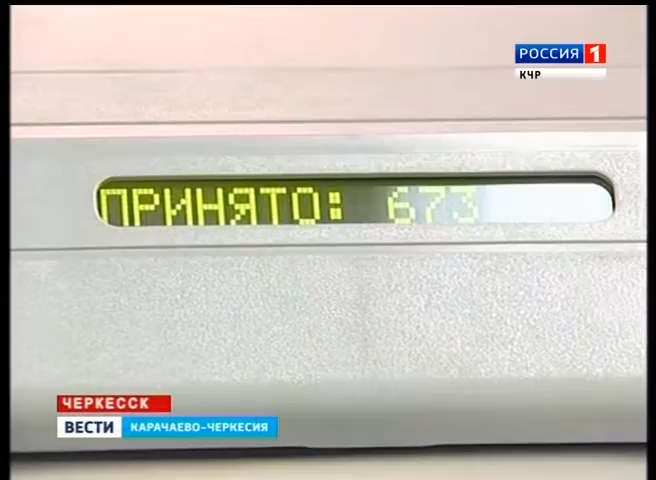 РОССИЯ 1
КЧР
ПРИНЯТО: 673
ЧЕРКЕССК
ВЕСТИ КАРАЧАЕВО-ЧЕРКЕСИЯ